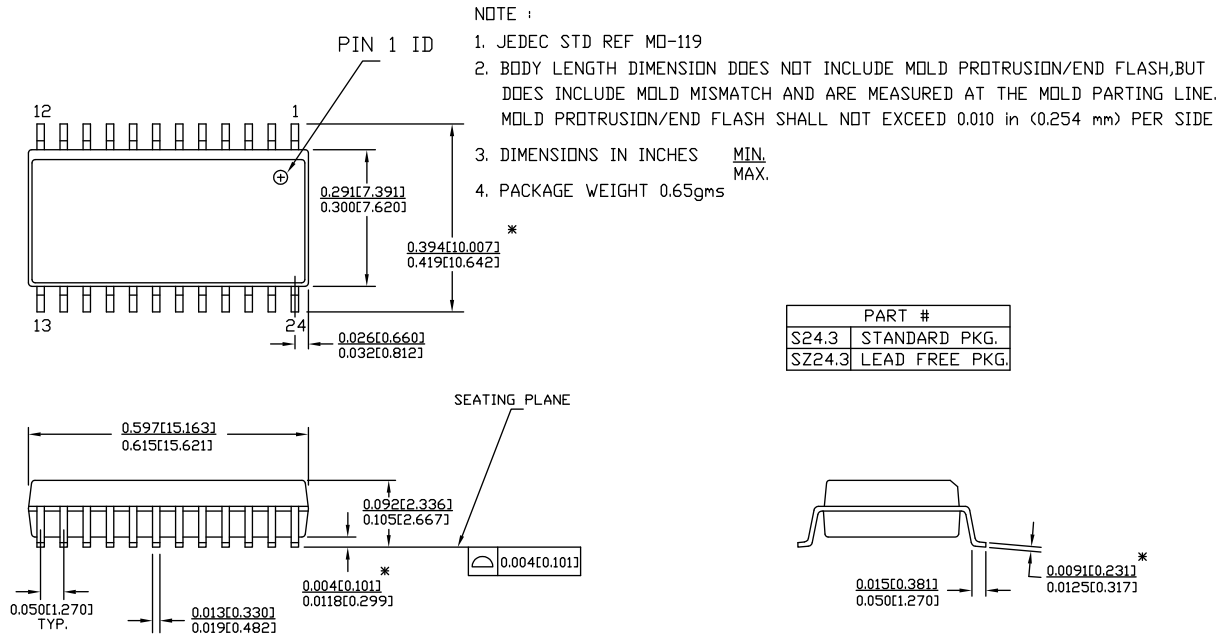 NOTE :
1. JEDEC STD REF MO-119
2. BODY LENGTH DIMENSION DOES NOT INCLUDE MOLD PROTRUSION/END FLASH,BUT
DOES INCLUDE MOLD MISMATCH AND ARE MEASURED AT THE MOLD PARTING LINE.
MOLD PROTRUSION/END FLASH SHALL NOT EXCEED 0.010 in (0.254 mm) PER SIDE
3. DIMENSIONS IN INCHES MIN.
MAX.
4. PACKAGE WEIGHT 0.65gms
PIN 1 ID
12 1
0.291[7.391]
0.300[7.620]
*
0.394[10.007]
0.419[10.642]
13 24
0.026[0.660]
0.032[0.812]
PART #
S24.3 STANDARD PKG.
SZ24.3 LEAD FREE PKG.
SEATING PLANE
0.597[15.163]
0.615[15.621]
0.092[2.336]
0.105[2.667]
0.004[0.101]
*
0.004[0.101]
0.0118[0.299]
0.050[1.270]
TYP.
0.013[0.330]
0.019[0.482]
0.015[0.381]
0.050[1.270]
*
0.0091[0.231]
0.0125[0.317]